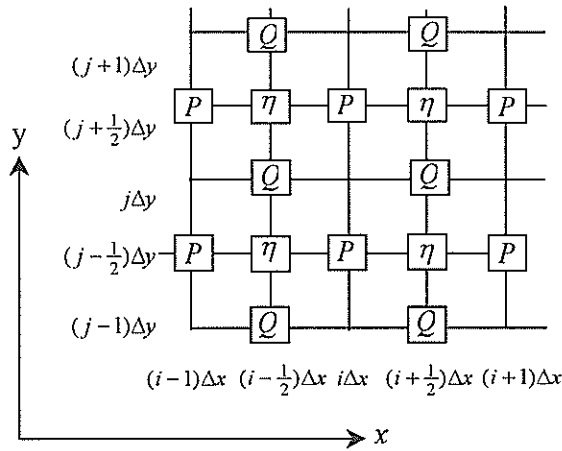 Q Q
(j+1)Δy
P η P η P
(j+½)Δy
y
Q Q
jΔy
P η P η P
(j-½)Δy
Q Q
(j-1)Δy
(i-1)Δx (i-½)Δx iΔx (i+½)Δx (i+1)Δx
x